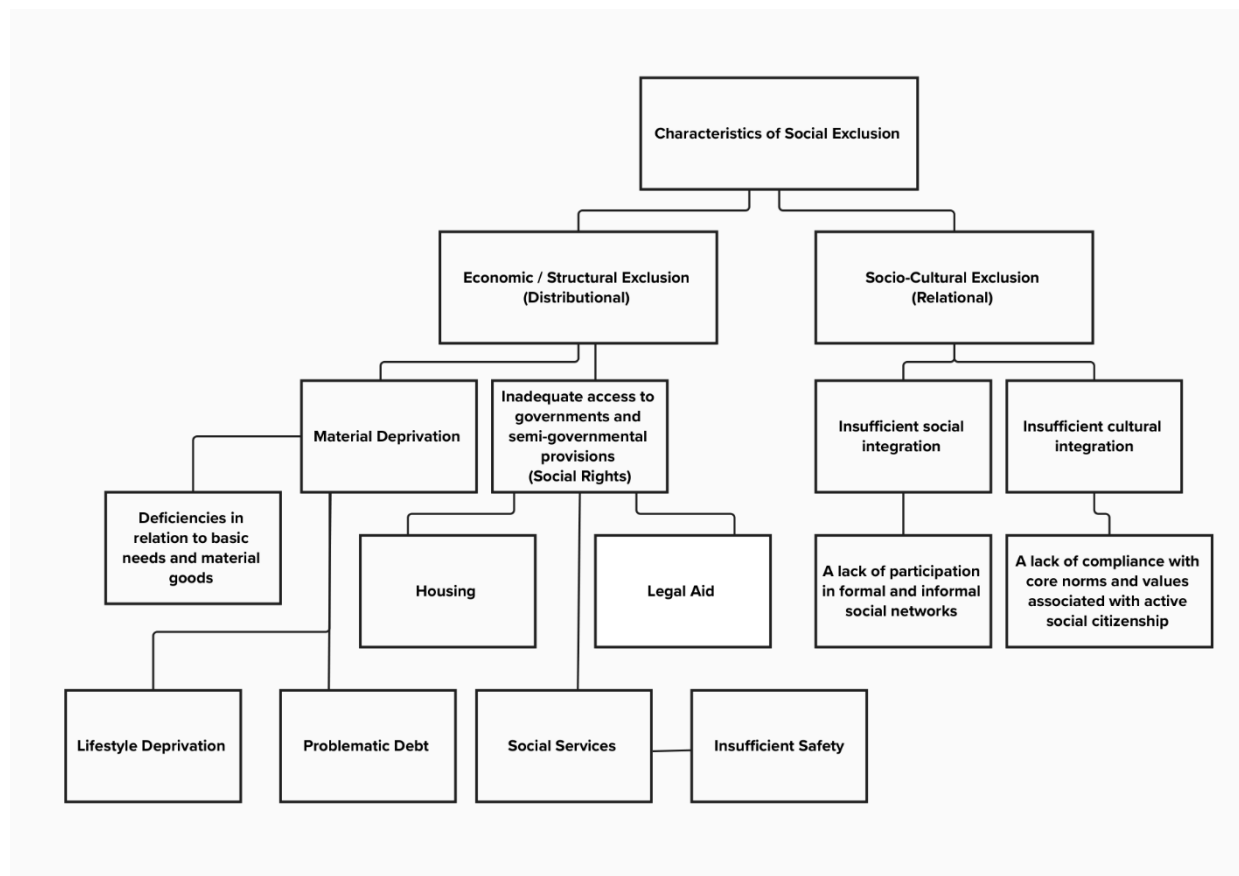 Characteristics of Social Exclusion
Economic / Structural Exclusion
(Distributional)
Socio-Cultural Exclusion
(Relational)
Material Deprivation
Inadequate access to
governments and
semi-governmental
provisions
(Social Rights)
Insufficient social
integration
Insufficient cultural
integration
Deficiencies in
relation to basic
needs and material
goods
Housing
Legal Aid
A lack of participation
in formal and informal
social networks
A lack of compliance with
core norms and values
associated with active
social citizenship
Lifestyle Deprivation
Problematic Debt
Social Services
Insufficient Safety